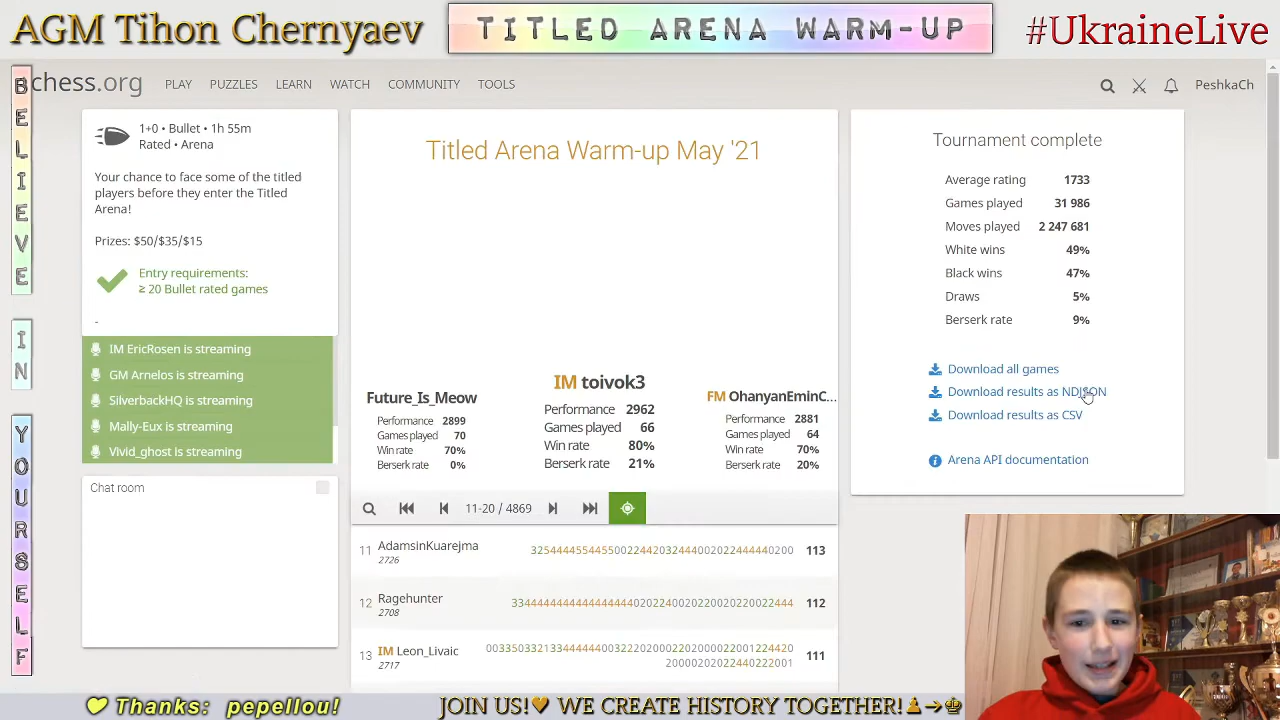 AGM Tihon Chernyaev
TITLED ARENA WARM-UP
#UkraineLive
BELIEVE
IN
YOURSELF
chess.org
PLAY
PUZZLES
LEARN
WATCH
COMMUNITY
TOOLS
PeshkaCh
1+0 • Bullet • 1h 55m
Rated • Arena
Your chance to face some of the titled
players before they enter the Titled
Arena!
Prizes: $50/$35/$15
Entry requirements:
≥ 20 Bullet rated games
-
IM EricRosen is streaming
GM Arnelos is streaming
SilverbackHQ is streaming
Mally-Eux is streaming
Vivid_ghost is streaming
Chat room
Titled Arena Warm-up May '21
Future_Is_Meow
Performance 2899
Games played 70
Win rate 70%
Berserk rate 0%
IM toivok3
Performance 2962
Games played 66
Win rate 80%
Berserk rate 21%
FM OhanyanEminC...
Performance 2881
Games played 64
Win rate 70%
Berserk rate 20%
11-20 / 4869
11 AdamsinKuarejma 113
2726
12 Ragehunter 112
2708
13 IM Leon_Livaic 111
2717
Tournament complete
Average rating 1733
Games played 31 986
Moves played 2 247 681
White wins 49%
Black wins 47%
Draws 5%
Berserk rate 9%
Download all games
Download results as NDJSON
Download results as CSV
Arena API documentation
Thanks: pepellou!
JOIN US! WE CREATE HISTORY TOGETHER!